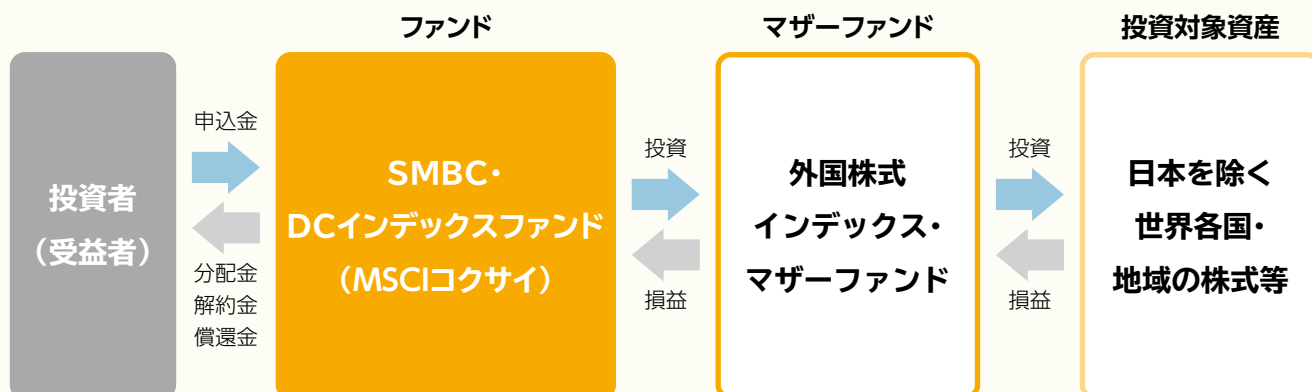 ファンド
マザーファンド
投資対象資産
投資者
（受益者）
申込金
分配金
解約金
償還金
SMBC・
DCインデックスファンド
（MSCIコクサイ）
投資
損益
外国株式
インデックス・
マザーファンド
投資
損益
日本を除く
世界各国・
地域の株式等